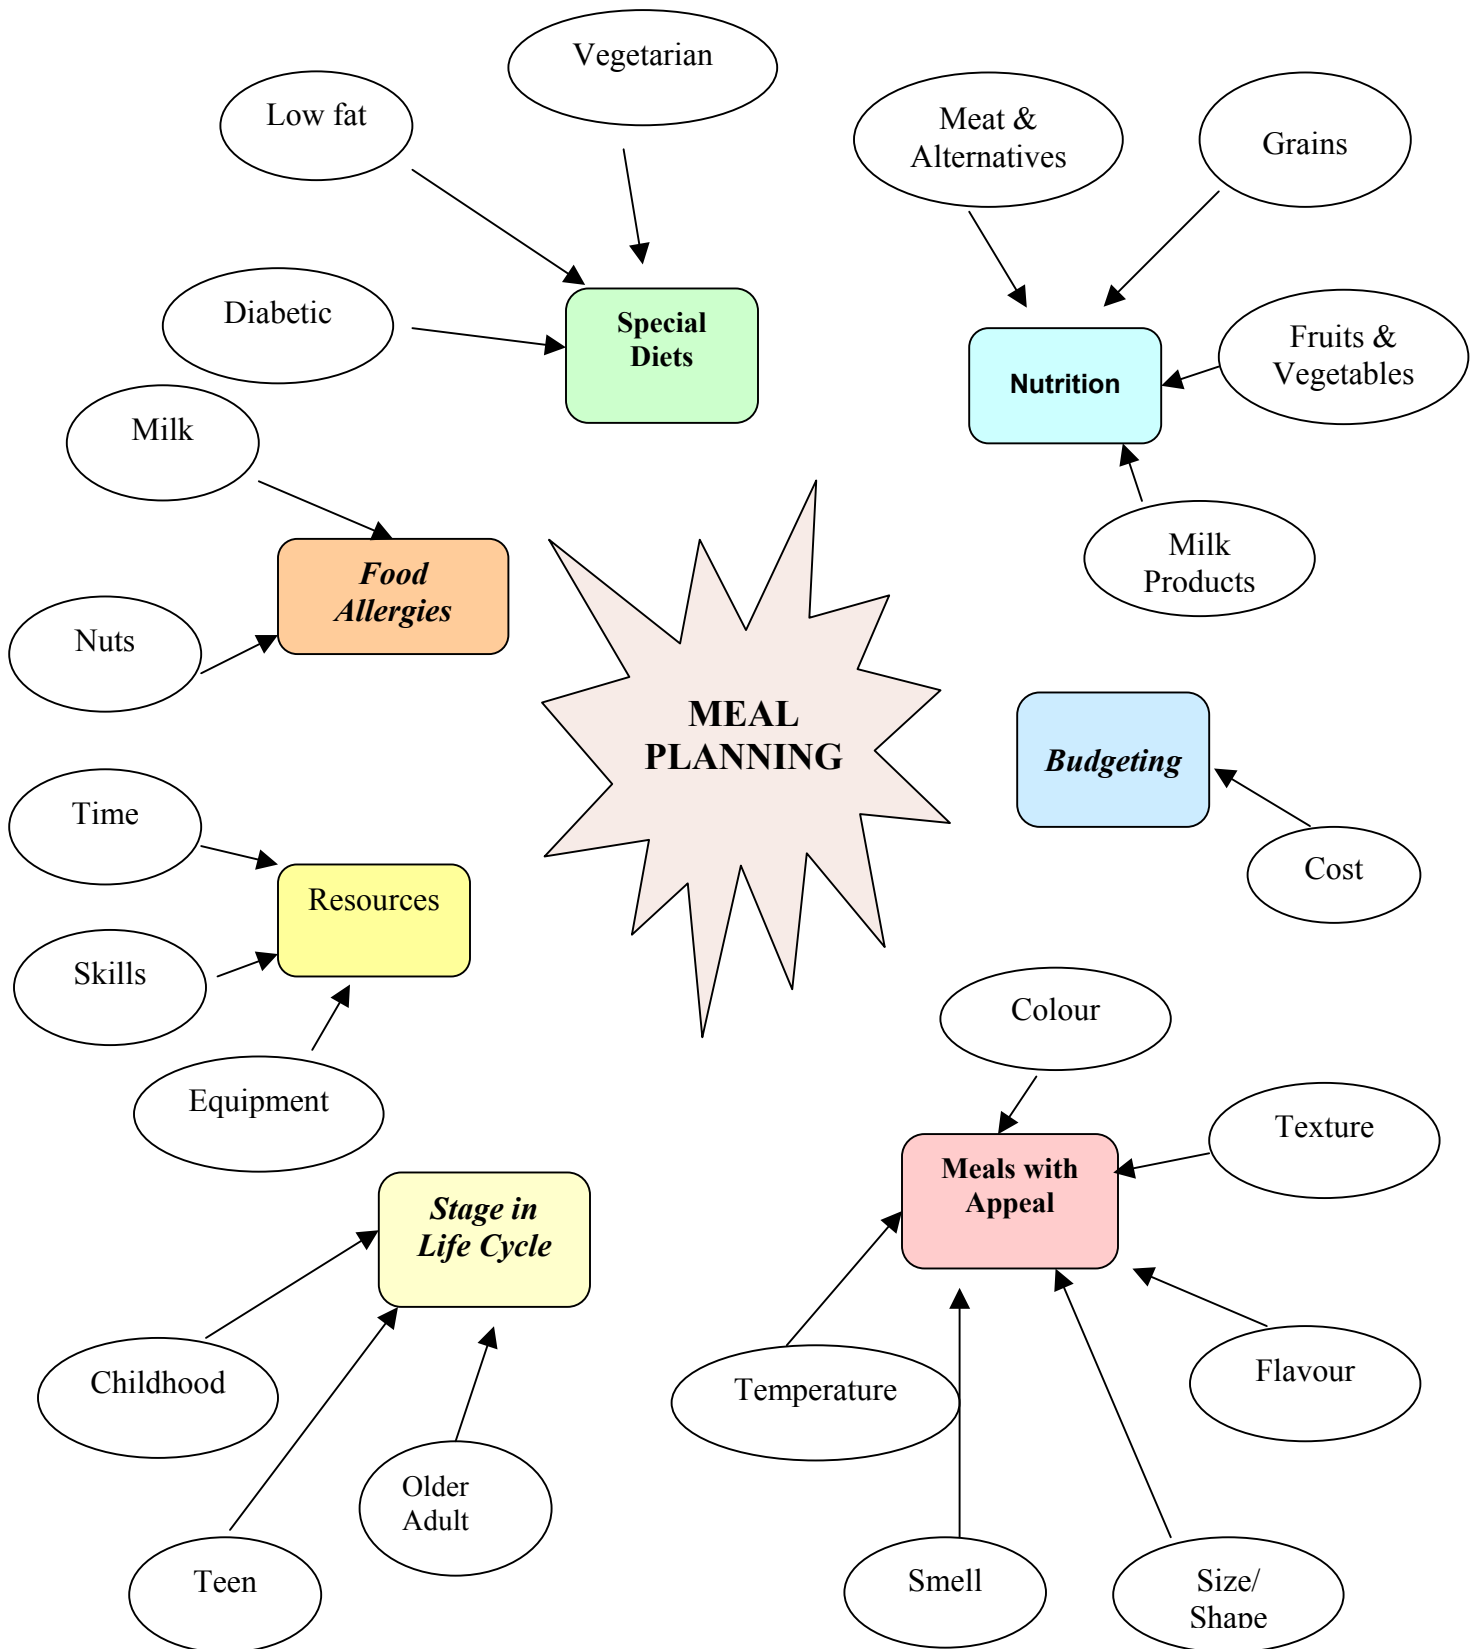 Vegetarian
Low fat
Diabetic
Special
Diets
Meat &
Alternatives
Grains
Fruits &
Vegetables
Nutrition
Milk
Products
Milk
Nuts
Food
Allergies
MEAL
PLANNING
Budgeting
Cost
Time
Skills
Equipment
Resources
Colour
Texture
Meals with
Appeal
Flavour
Temperature
Smell
Size/
Shape
Stage in
Life Cycle
Childhood
Teen
Older
Adult